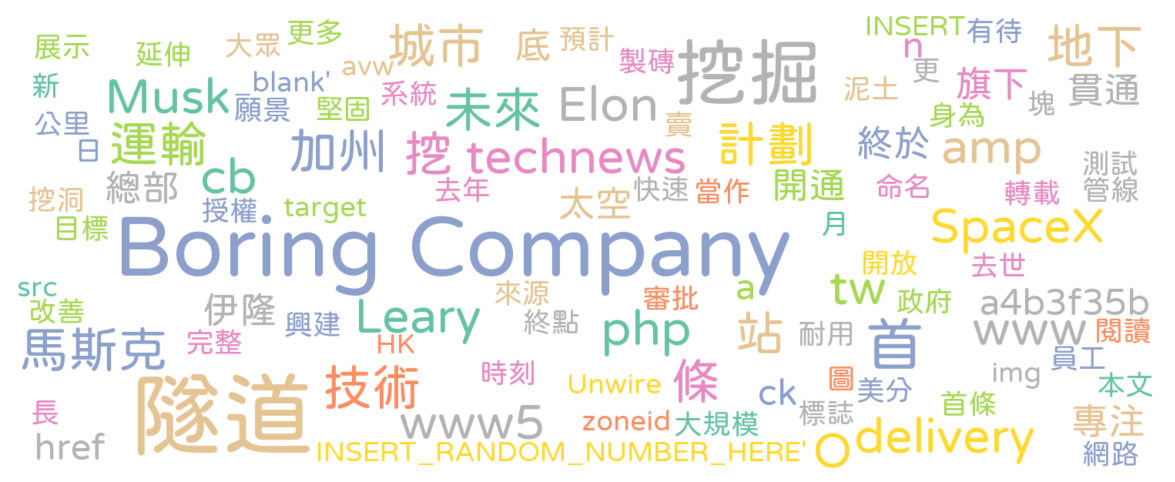 INSERT 有待
展示 延伸 大眾 更多 城市 底 預計 製磚 挖掘 n 地下
新 Musk _blank' avw 系統 未來 Elon 更 旗下 塊 貫通
願景 堅固 泥土
公里 日 運輸 加州 挖 technews 賣 計劃 終於 身為 amp
挖洞 總部 cb 去年 太空 快速 當作 開通 命名 轉載 測試 管線
目標 授權 target 月 SpaceX
Boring Company
開放 去世
src 改善 伊隆 興建 Leary 來源 終點 php 審批 a tw 政府 a4b3f35b
馬斯克 完整 HK 站 耐用 首 www 閱讀
隧道 技術 時刻 Unwire 條 ck 圖 美分 img 員工 本文
長 href www5 zoneid 大規模 標誌 首條 專注
INSERT_RANDOM_NUMBER_HERE' O delivery 網路